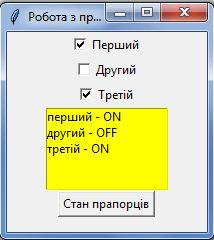 Робота з пр...
Перший
Другий
Третій
перший - ON
другий - OFF
третій - ON
Стан прапорців